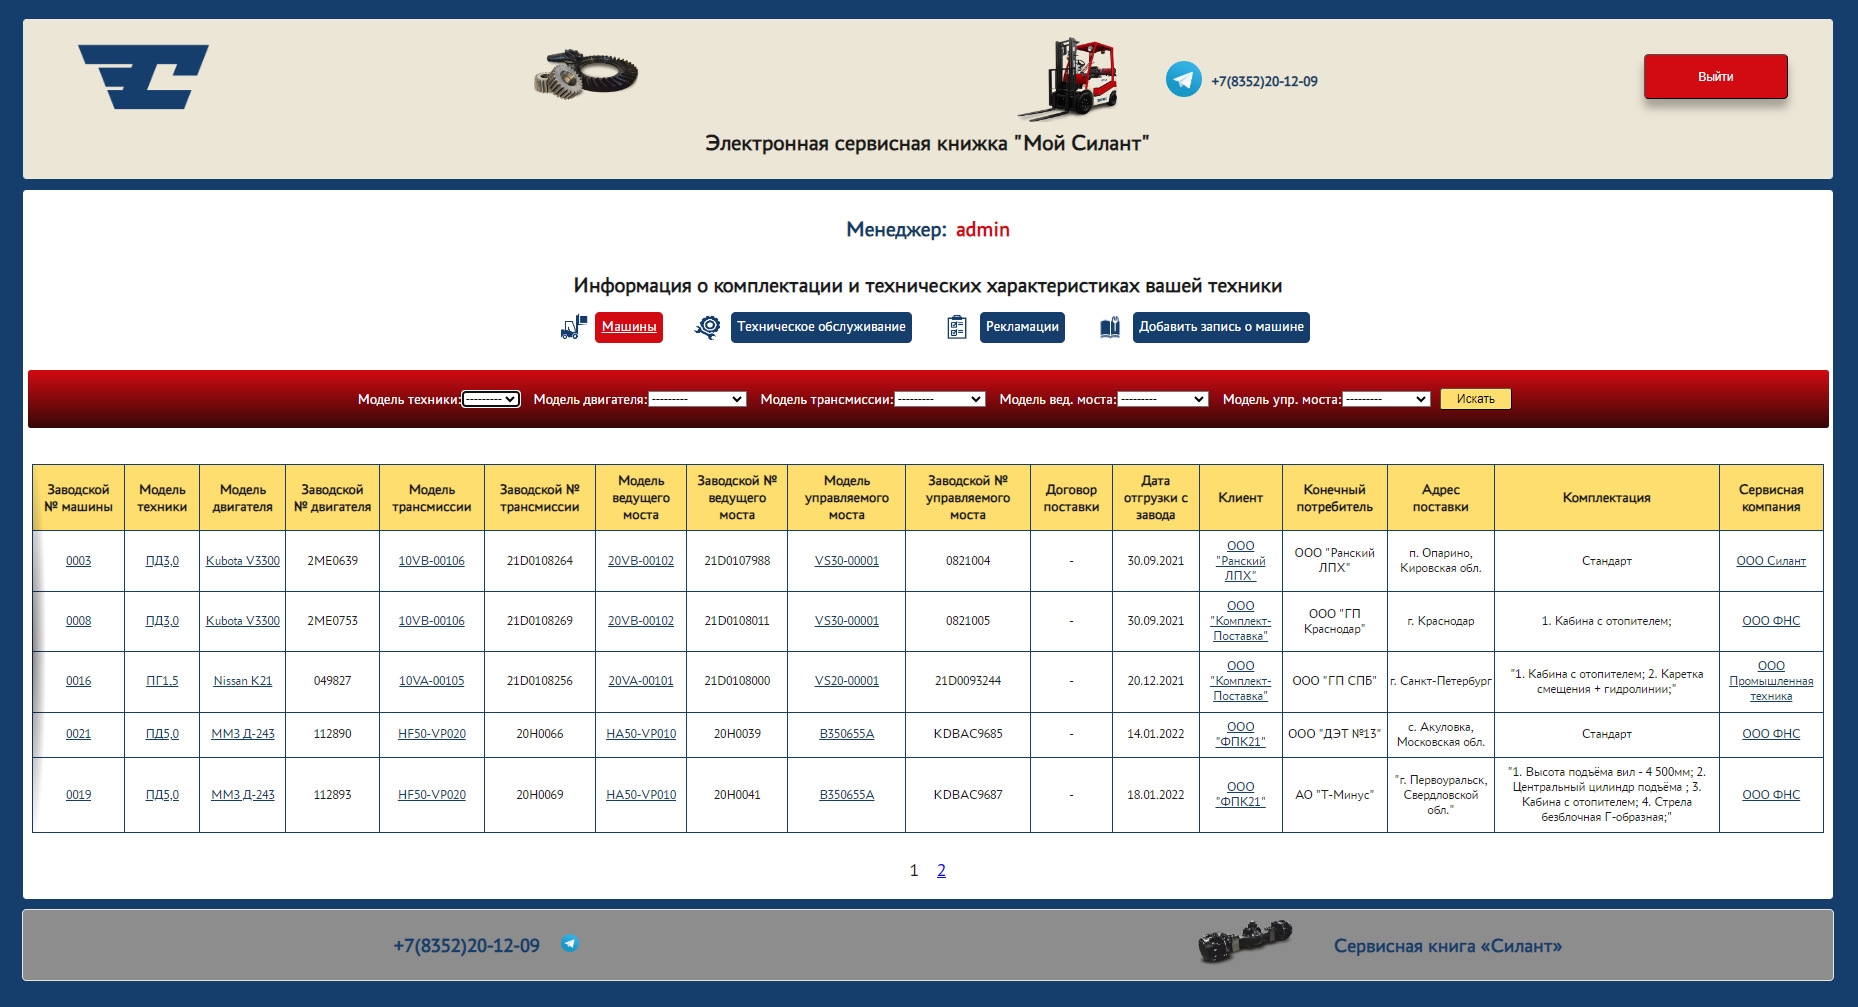 +7(8352)20-12-09
Выйти
Электронная сервисная книжка "Мой Силант"
Менеджер: admin
Информация о комплектации и технических характеристиках вашей техники
Машины
Техническое обслуживание
Рекламации
Добавить запись о машине
Модель техники: --------- Модель двигателя: --------- Модель трансмиссии: --------- Модель вед. моста: --------- Модель упр. моста: --------- Искать
Заводской № машины
Модель техники
Модель двигателя
Заводской № двигателя
Модель трансмиссии
Заводской № трансмиссии
Модель ведущего моста
Заводской № ведущего моста
Модель управляемого моста
Заводской № управляемого моста
Договор поставки
Дата отгрузки с завода
Клиент
Конечный потребитель
Адрес поставки
Комплектация
Сервисная компания
0003 ПД3,0 Kubota V3300 2ME0639 10VB-00106 21D0108264 20VB-00102 21D0107988 VS30-00001 0821004 - 30.09.2021 ООО "Ранский ЛПХ" ООО "Ранский ЛПХ" п. Опарино, Кировская обл. Стандарт ООО Силант
0008 ПД3,0 Kubota V3300 2ME0753 10VB-00106 21D0108269 20VB-00102 21D0108011 VS30-00001 0821005 - 30.09.2021 ООО "Комплект-Поставка" ООО "ГП Краснодар" г. Краснодар 1. Кабина с отопителем; ООО ФНС
0016 ПГ1,5 Nissan K21 049827 10VA-00105 21D0108256 20VA-00101 21D0108000 VS20-00001 21D0093244 - 20.12.2021 ООО "Комплект-Поставка" ООО "ГП СПБ" г. Санкт-Петербург "1. Кабина с отопителем; 2. Каретка смещения + гидролинии;" ООО Промышленная техника
0021 ПД5,0 ММЗ Д-243 112890 HF50-VP020 20H0066 HA50-VP010 20H0039 B350655A KDBAC9685 - 14.01.2022 ООО "ФПК21" ООО "ДЭТ №13" с. Акуловка, Московская обл. Стандарт ООО ФНС
0019 ПД5,0 ММЗ Д-243 112893 HF50-VP020 20H0069 HA50-VP010 20H0041 B350655A KDBAC9687 - 18.01.2022 ООО "ФПК21" АО "Т-Минус" "г. Первоуральск, Свердловской обл." "1. Высота подъёма вил - 4 500мм; 2. Центральный цилиндр подъёма ; 3. Кабина с отопителем; 4. Стрела безблочная Г-образная;" ООО ФНС
1 2
+7(8352)20-12-09
Сервисная книга «Силант»